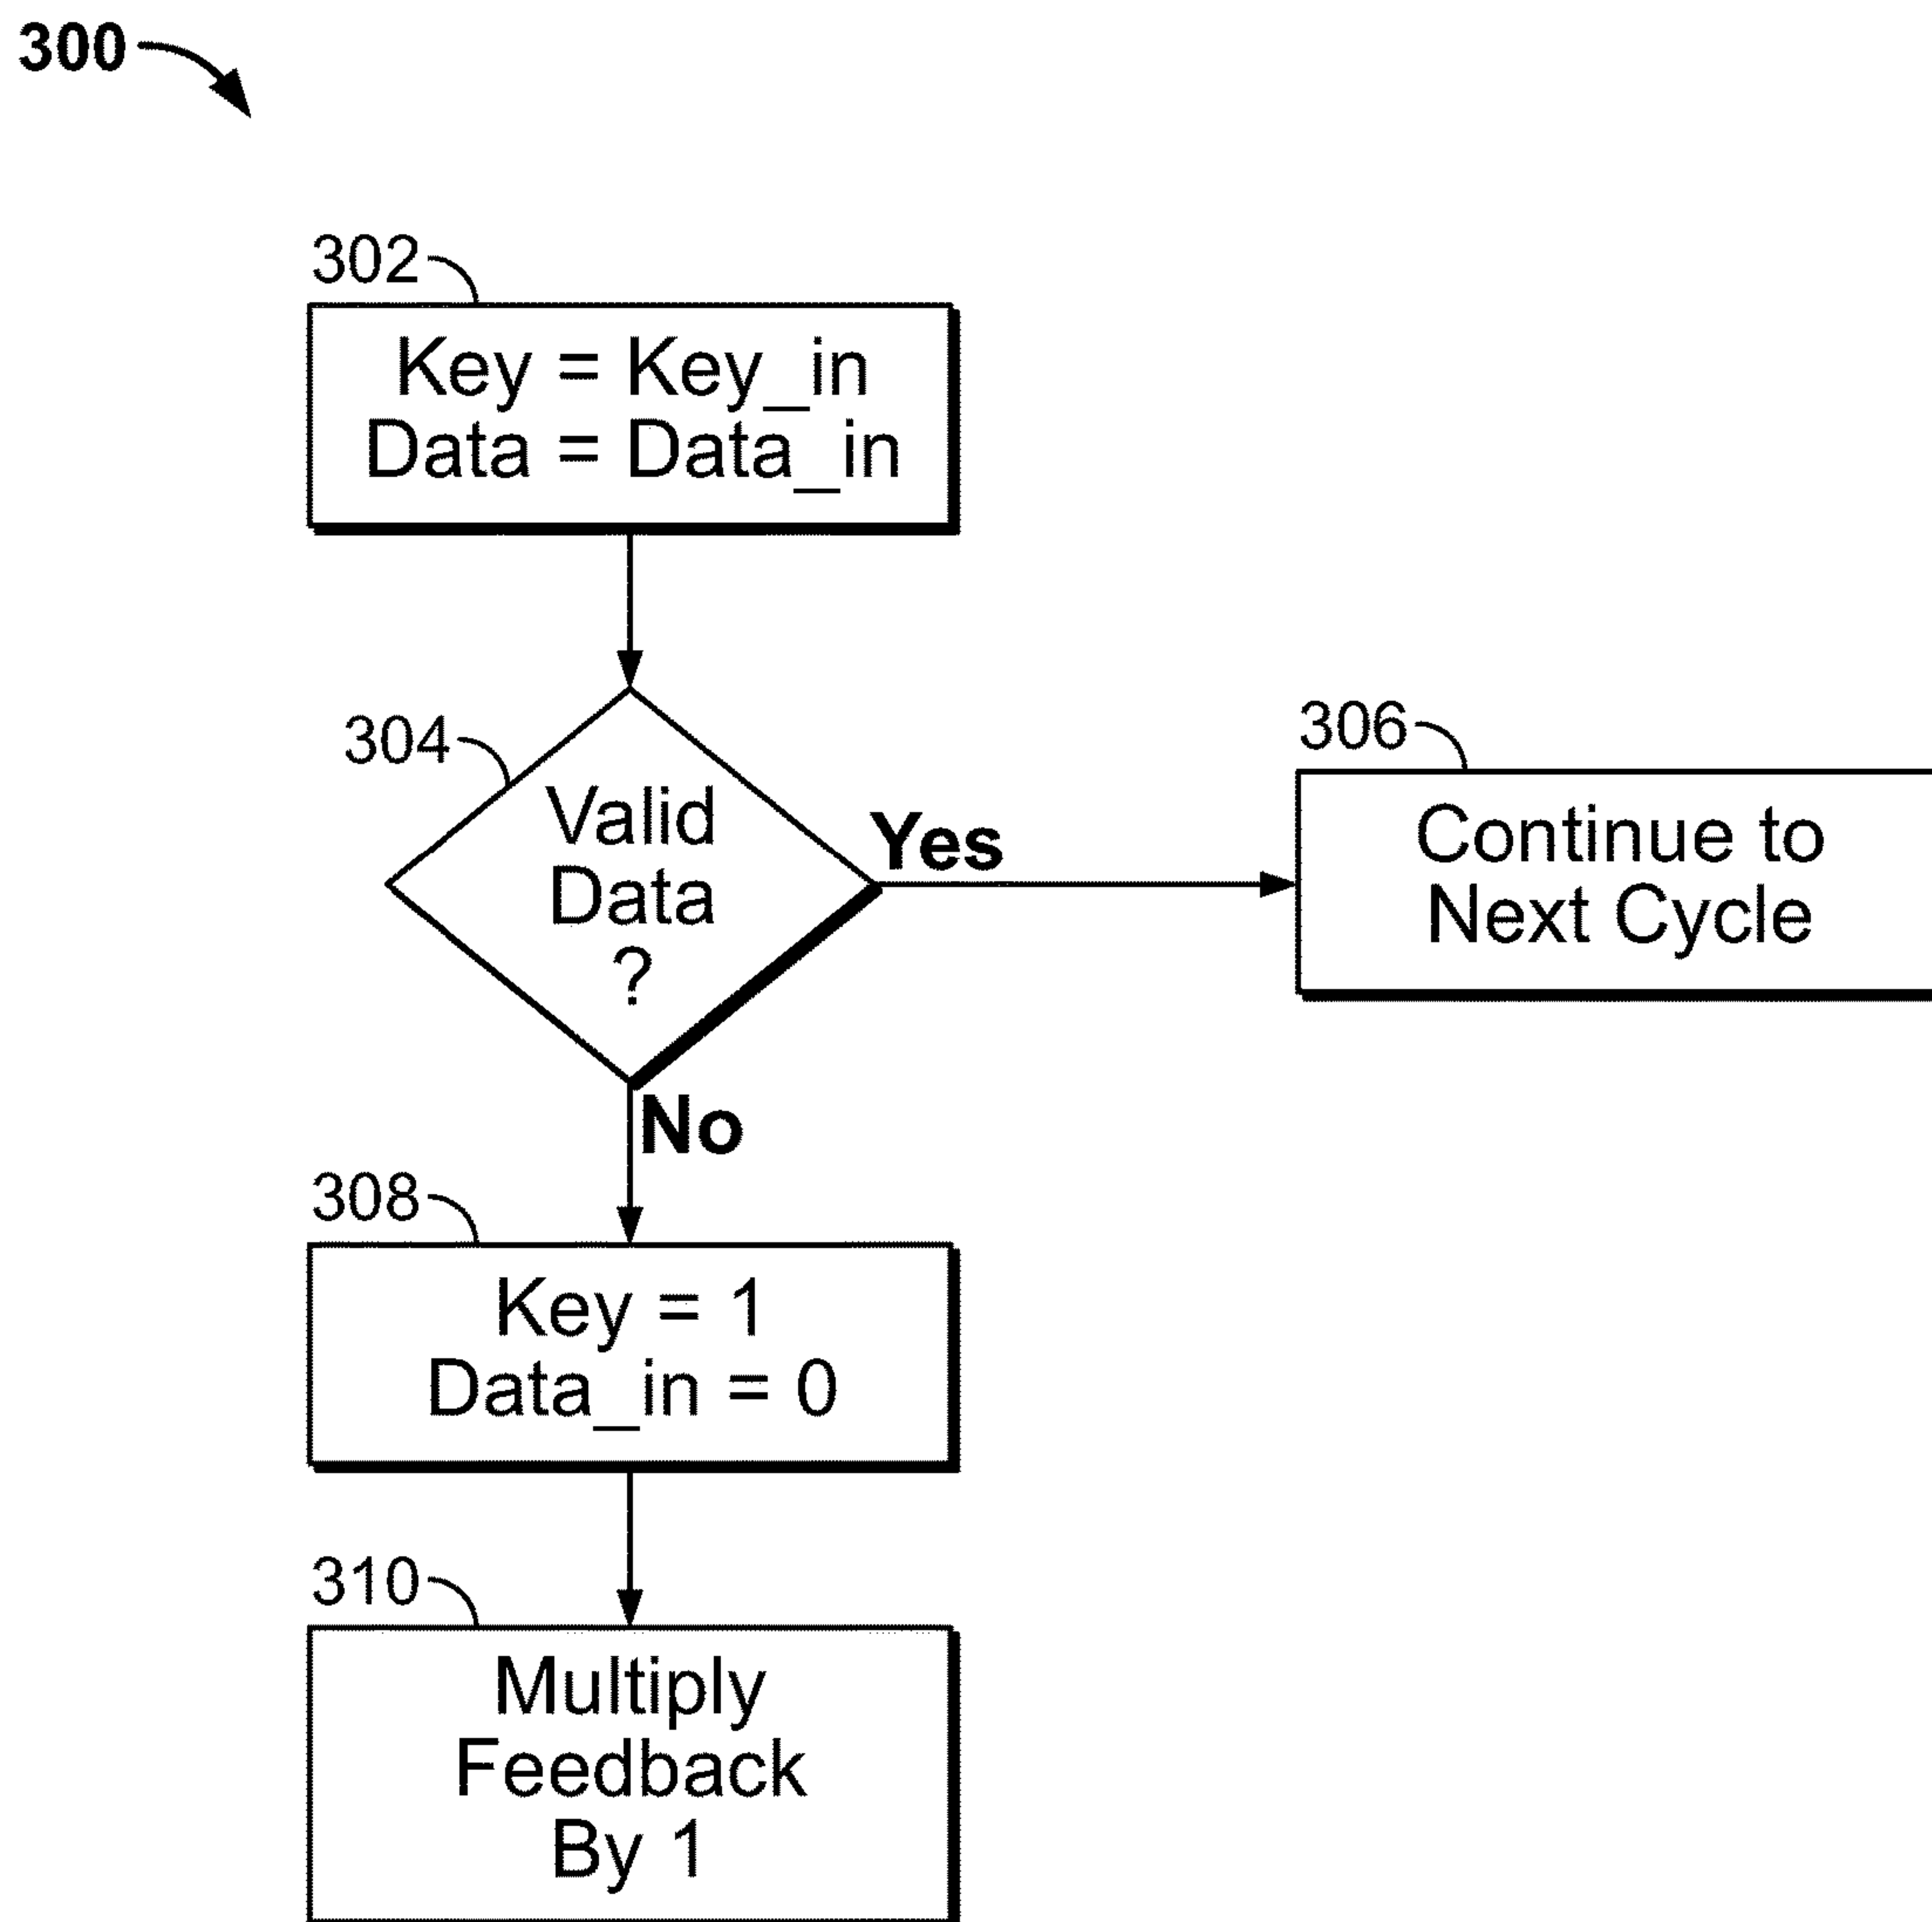 300
302
Key = Key_in
Data = Data_in
304
Valid
Data
?
Yes
306
Continue to
Next Cycle
No
308
Key = 1
Data_in = 0
310
Multiply
Feedback
By 1